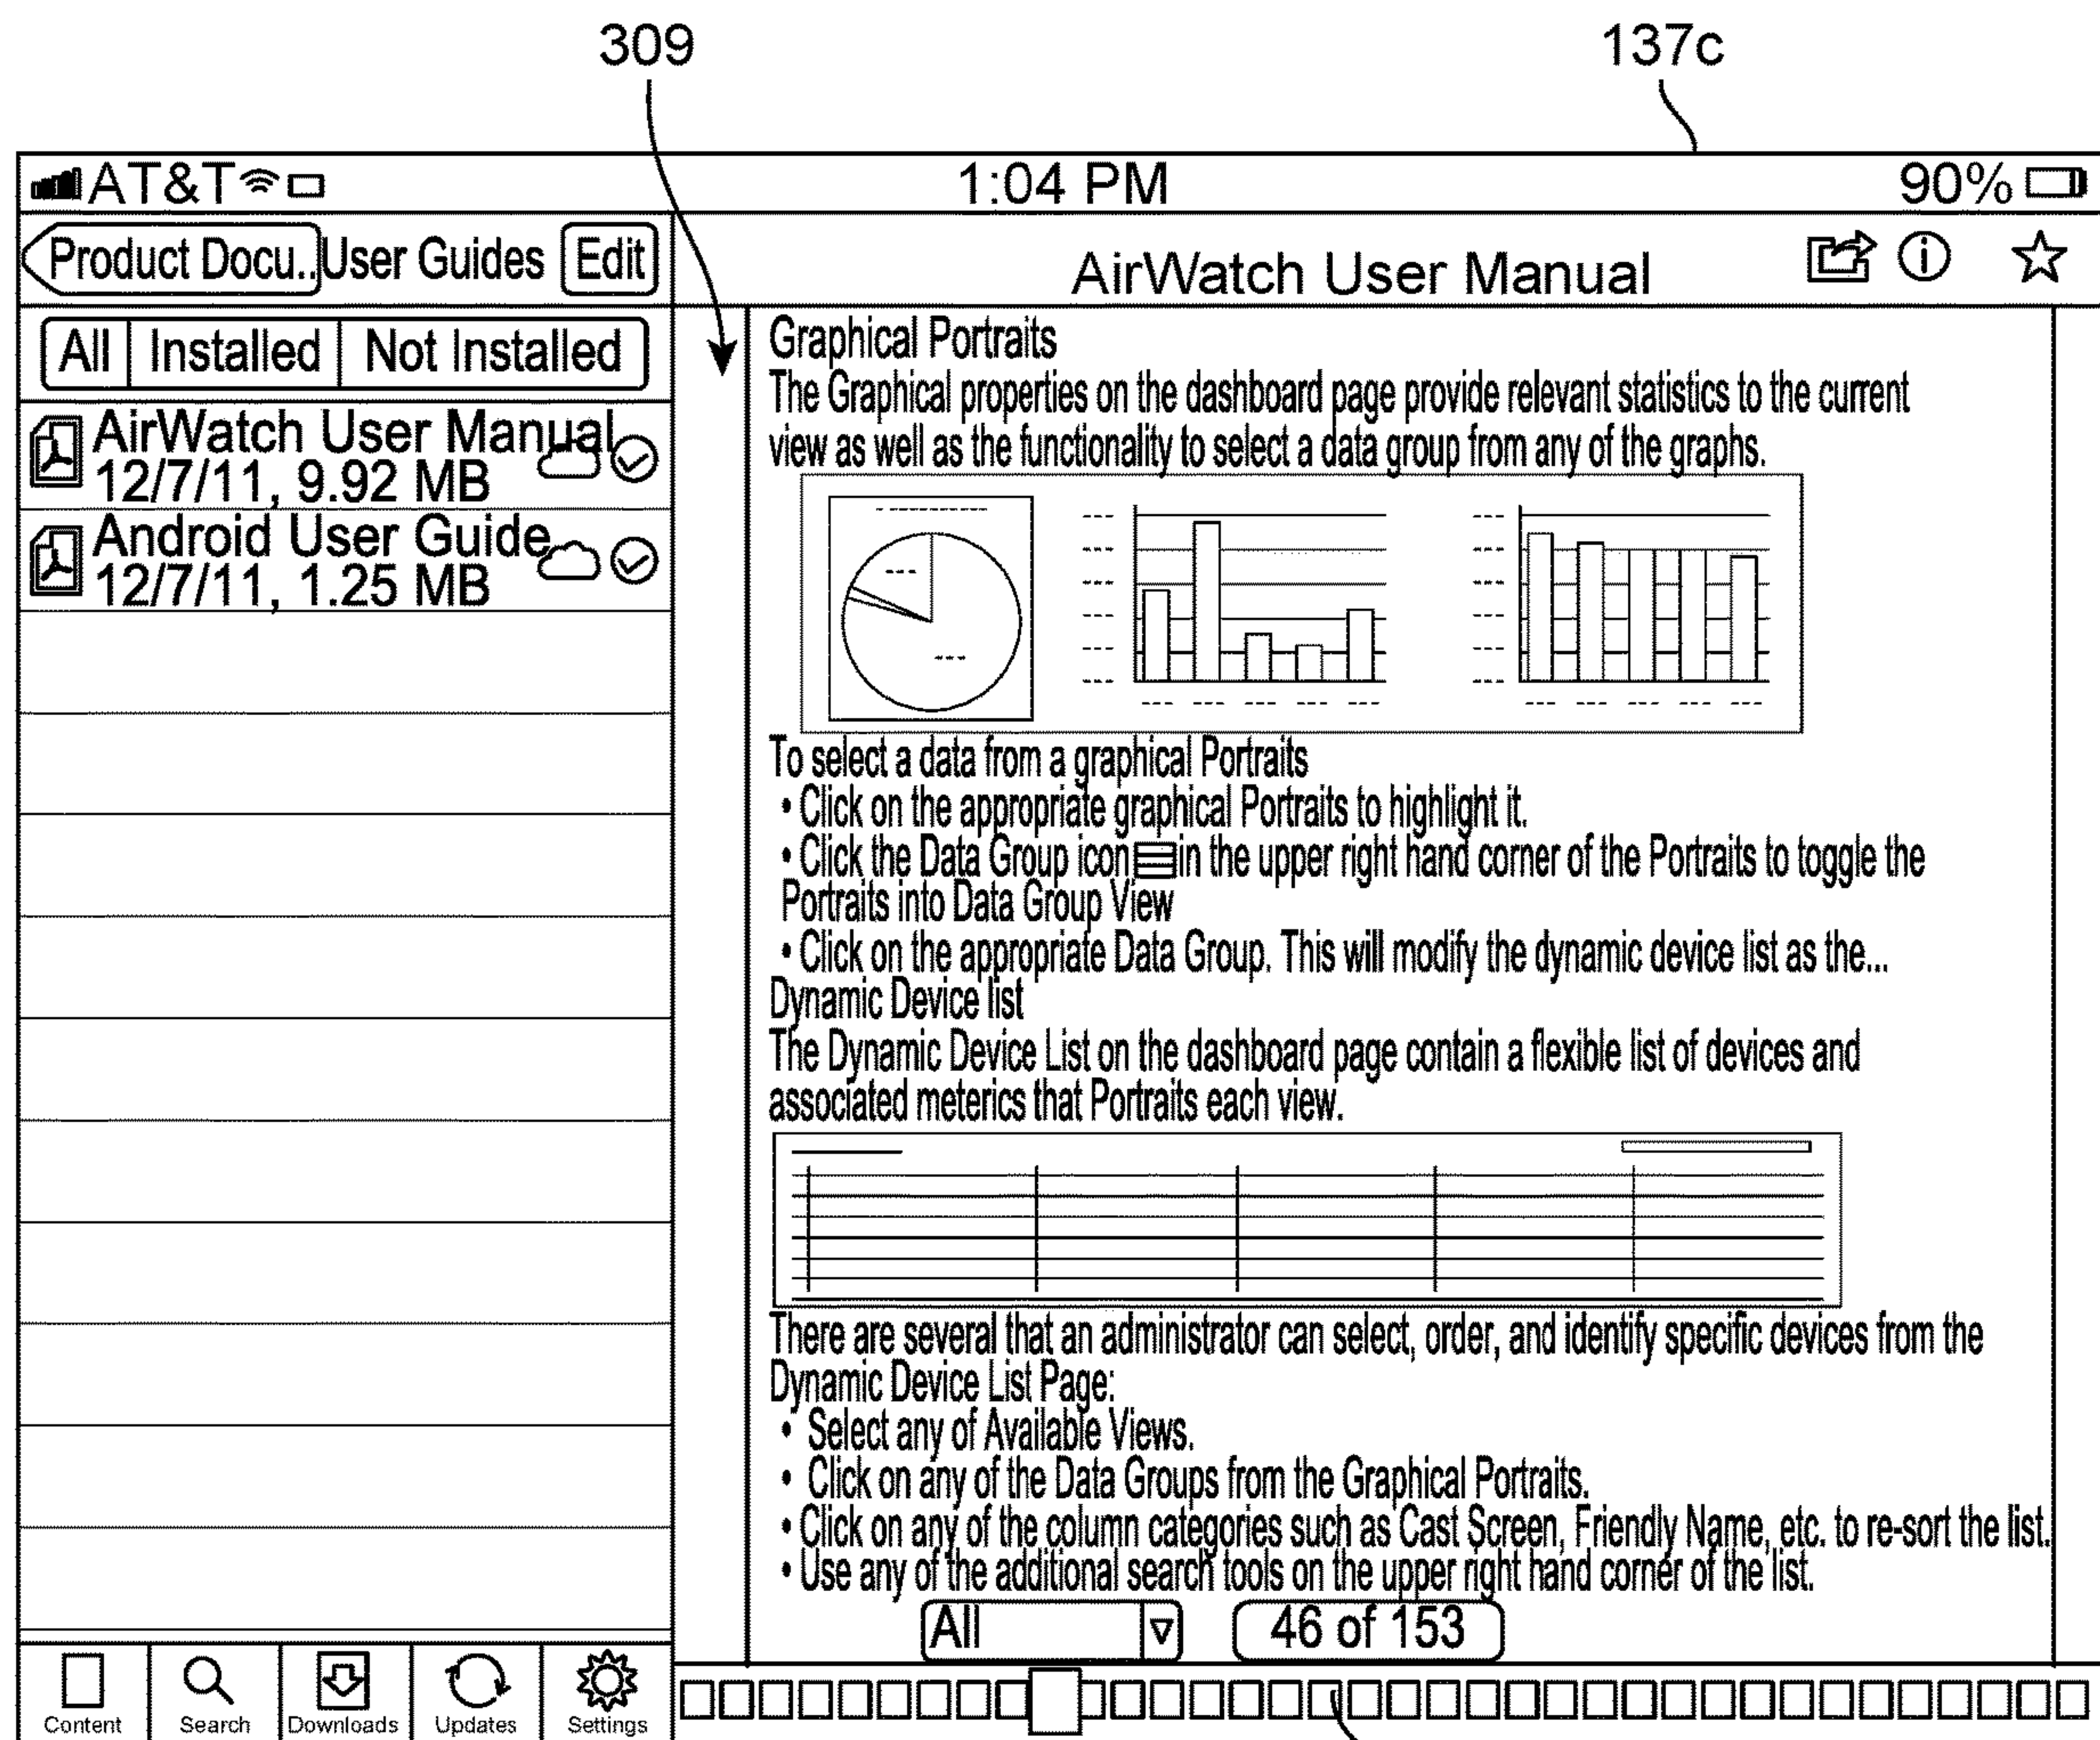 309
137c
AT&T
1:04 PM
90%
Product Docu..
User Guides
Edit
AirWatch User Manual
All
Installed
Not Installed
AirWatch User Manual
12/7/11, 9.92 MB
Android User Guide
12/7/11, 1.25 MB
Graphical Portraits
The Graphical properties on the dashboard page provide relevant statistics to the current
view as well as the functionality to select a data group from any of the graphs.
To select a data from a graphical Portraits
• Click on the appropriate graphical Portraits to highlight it.
• Click the Data Group icon in the upper right hand corner of the Portraits to toggle the
Portraits into Data Group View
• Click on the appropriate Data Group. This will modify the dynamic device list as the...
Dynamic Device list
The Dynamic Device List on the dashboard page contain a flexible list of devices and
associated meterics that Portraits each view.
There are several that an administrator can select, order, and identify specific devices from the
Dynamic Device List Page:
• Select any of Available Views.
• Click on any of the Data Groups from the Graphical Portraits.
• Click on any of the column categories such as Cast Screen, Friendly Name, etc. to re-sort the list.
• Use any of the additional search tools on the upper right hand corner of the list.
All
46 of 153
Content
Search
Downloads
Updates
Settings